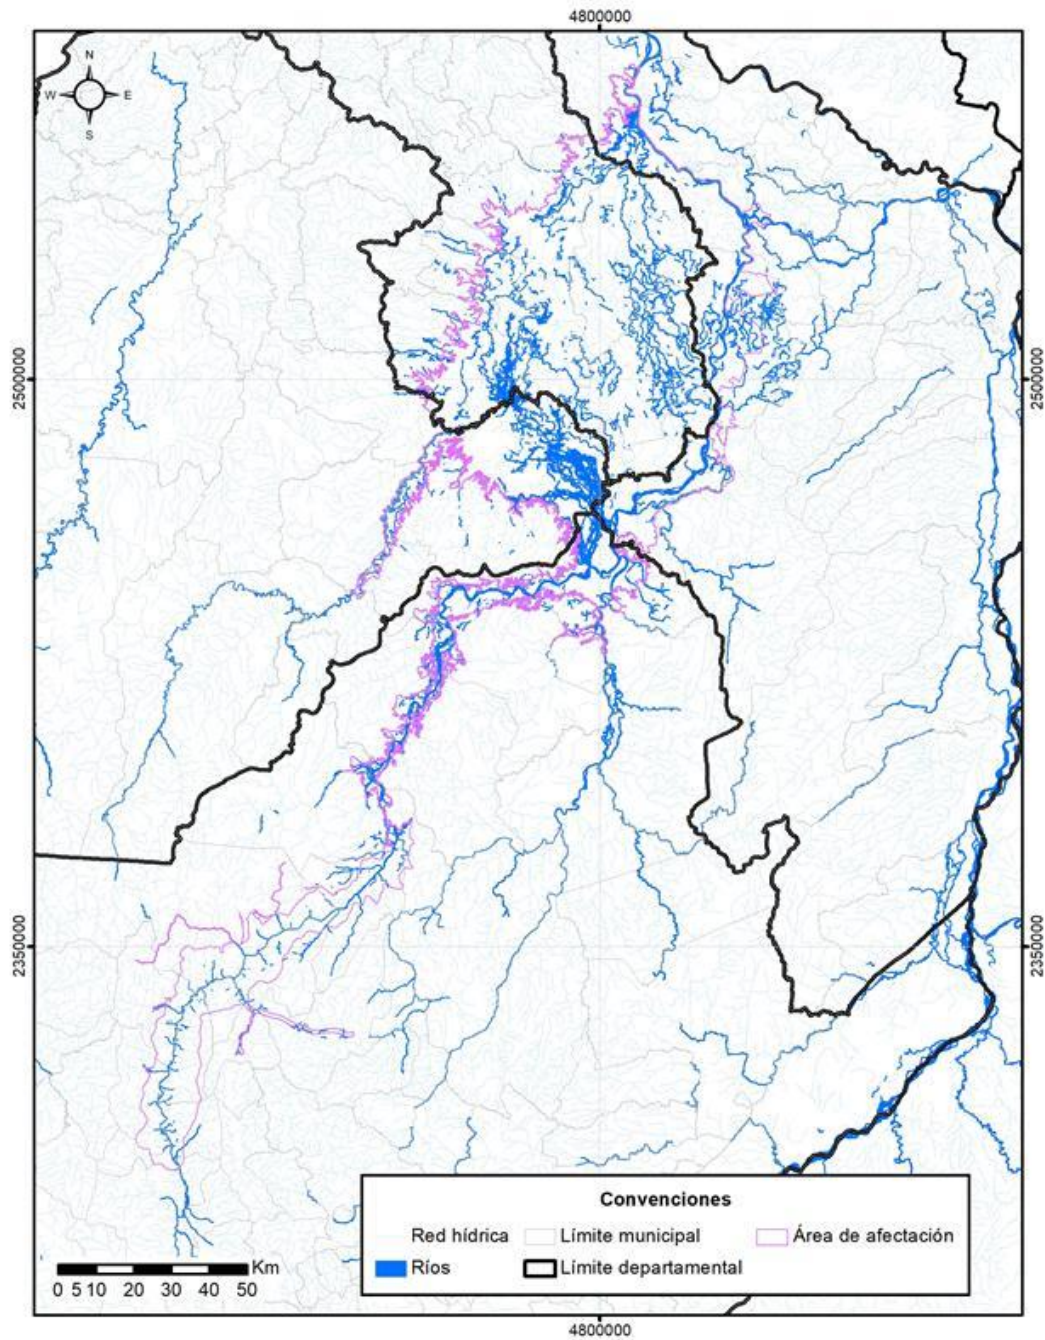 4800000
N
W E
S
2500000 2500000
2350000 2350000
Convenciones
Red hídrica Límite municipal Área de afectación
Ríos Límite departamental
Km
0 5 10 20 30 40 50
4800000